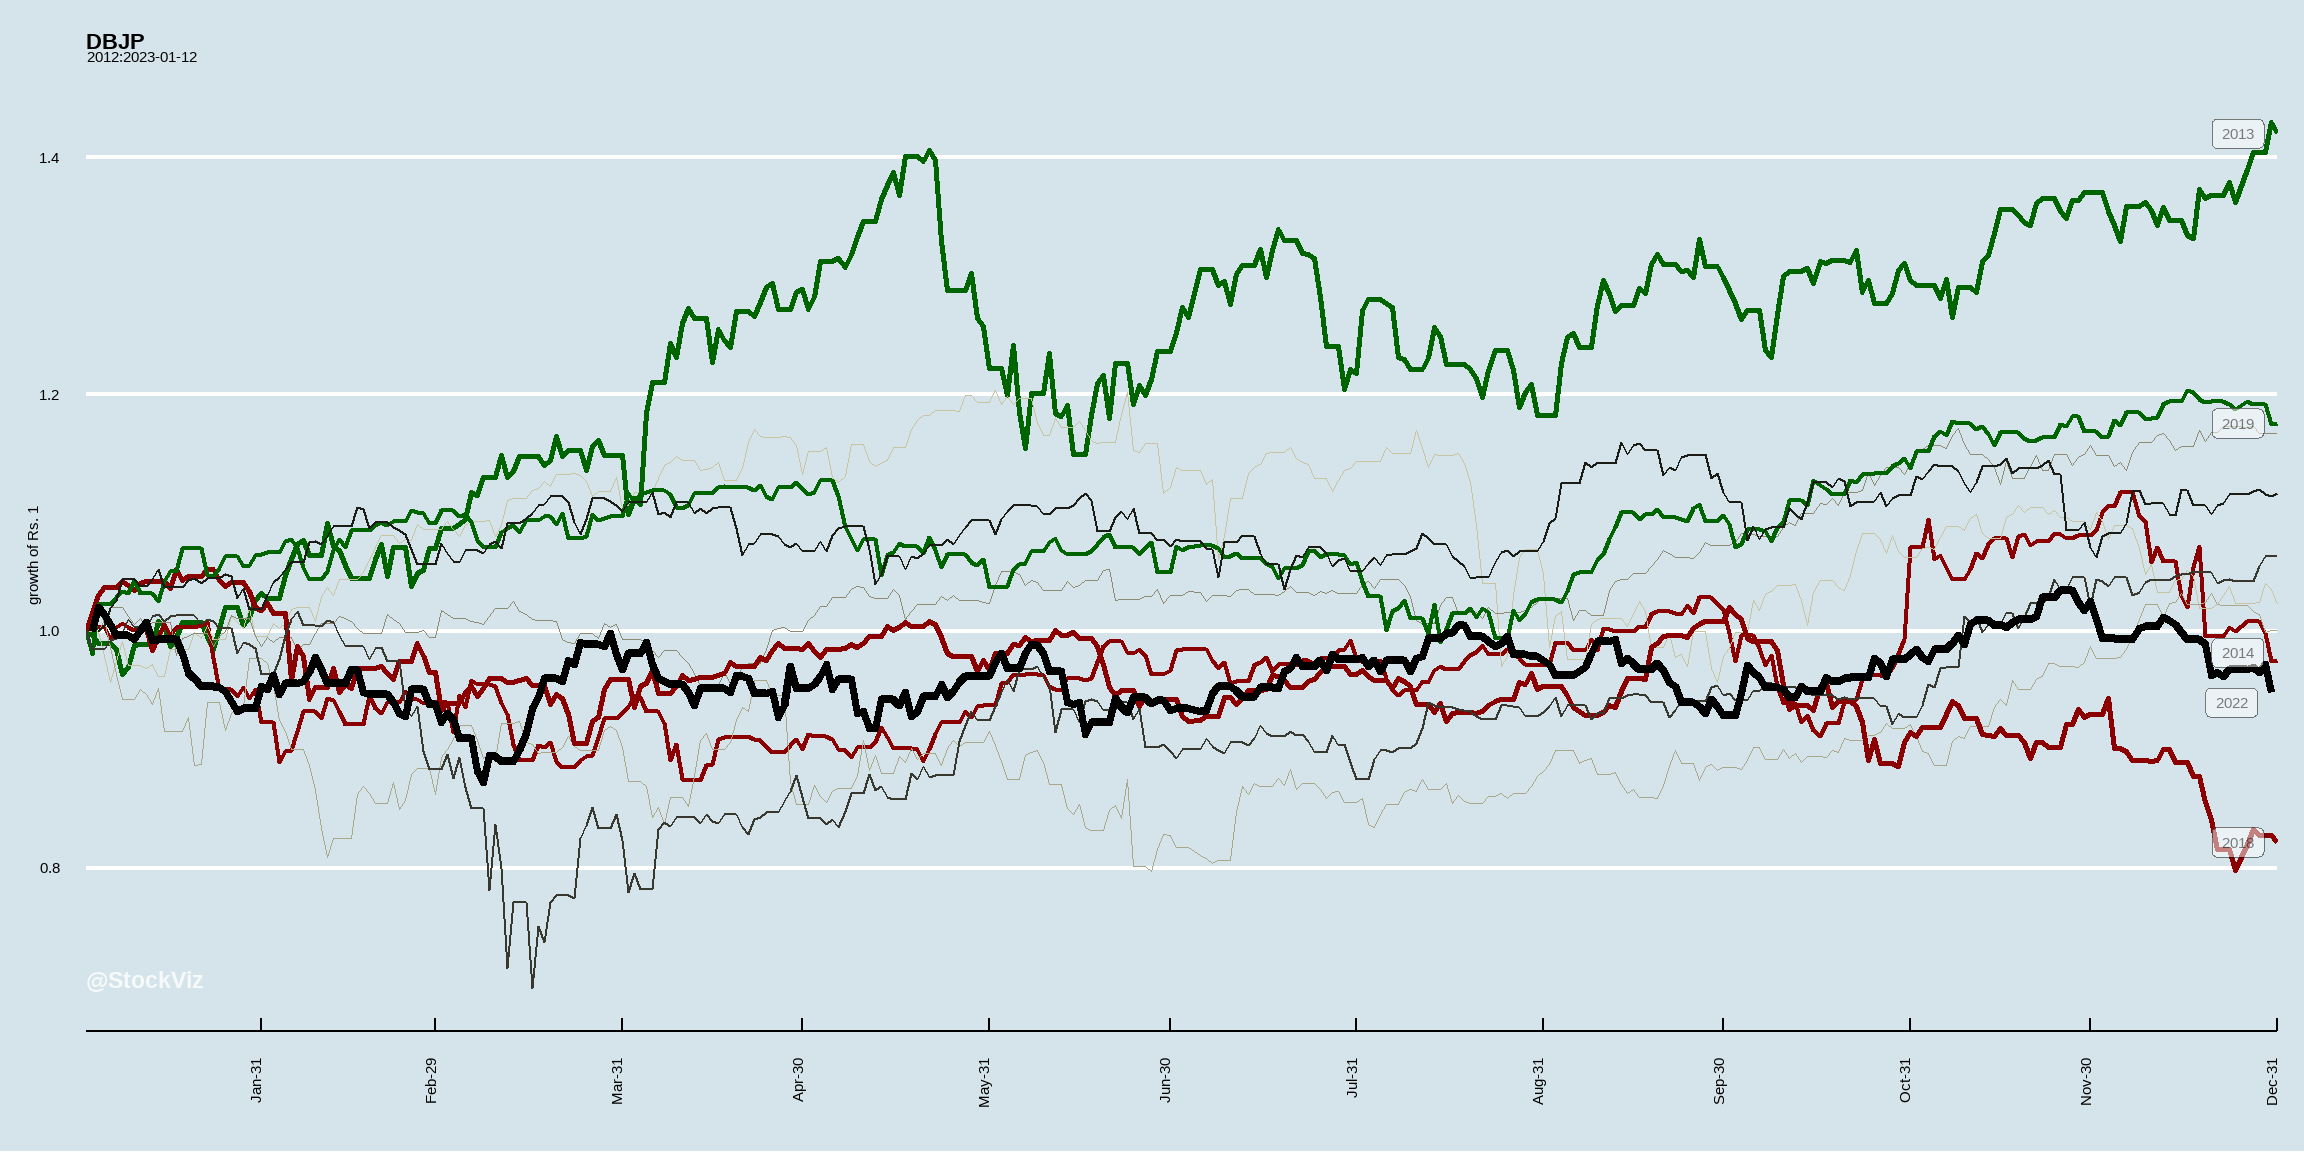 DBJP
2012:2023-01-12
growth of Rs. 1
1.4
1.2
1.0
0.8
2013
2019
2014
2022
2018
@StockViz
Jan-31
Feb-29
Mar-31
Apr-30
May-31
Jun-30
Jul-31
Aug-31
Sep-30
Oct-31
Nov-30
Dec-31